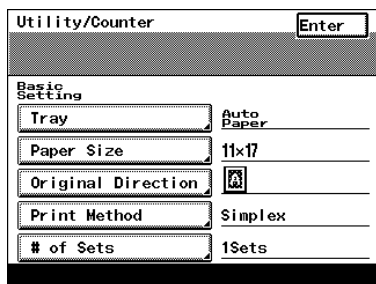 Utility/Counter Enter
Basic
Setting
Tray Auto
Paper
Paper Size 11×17
Original Direction
Print Method Simplex
# of Sets 1Sets